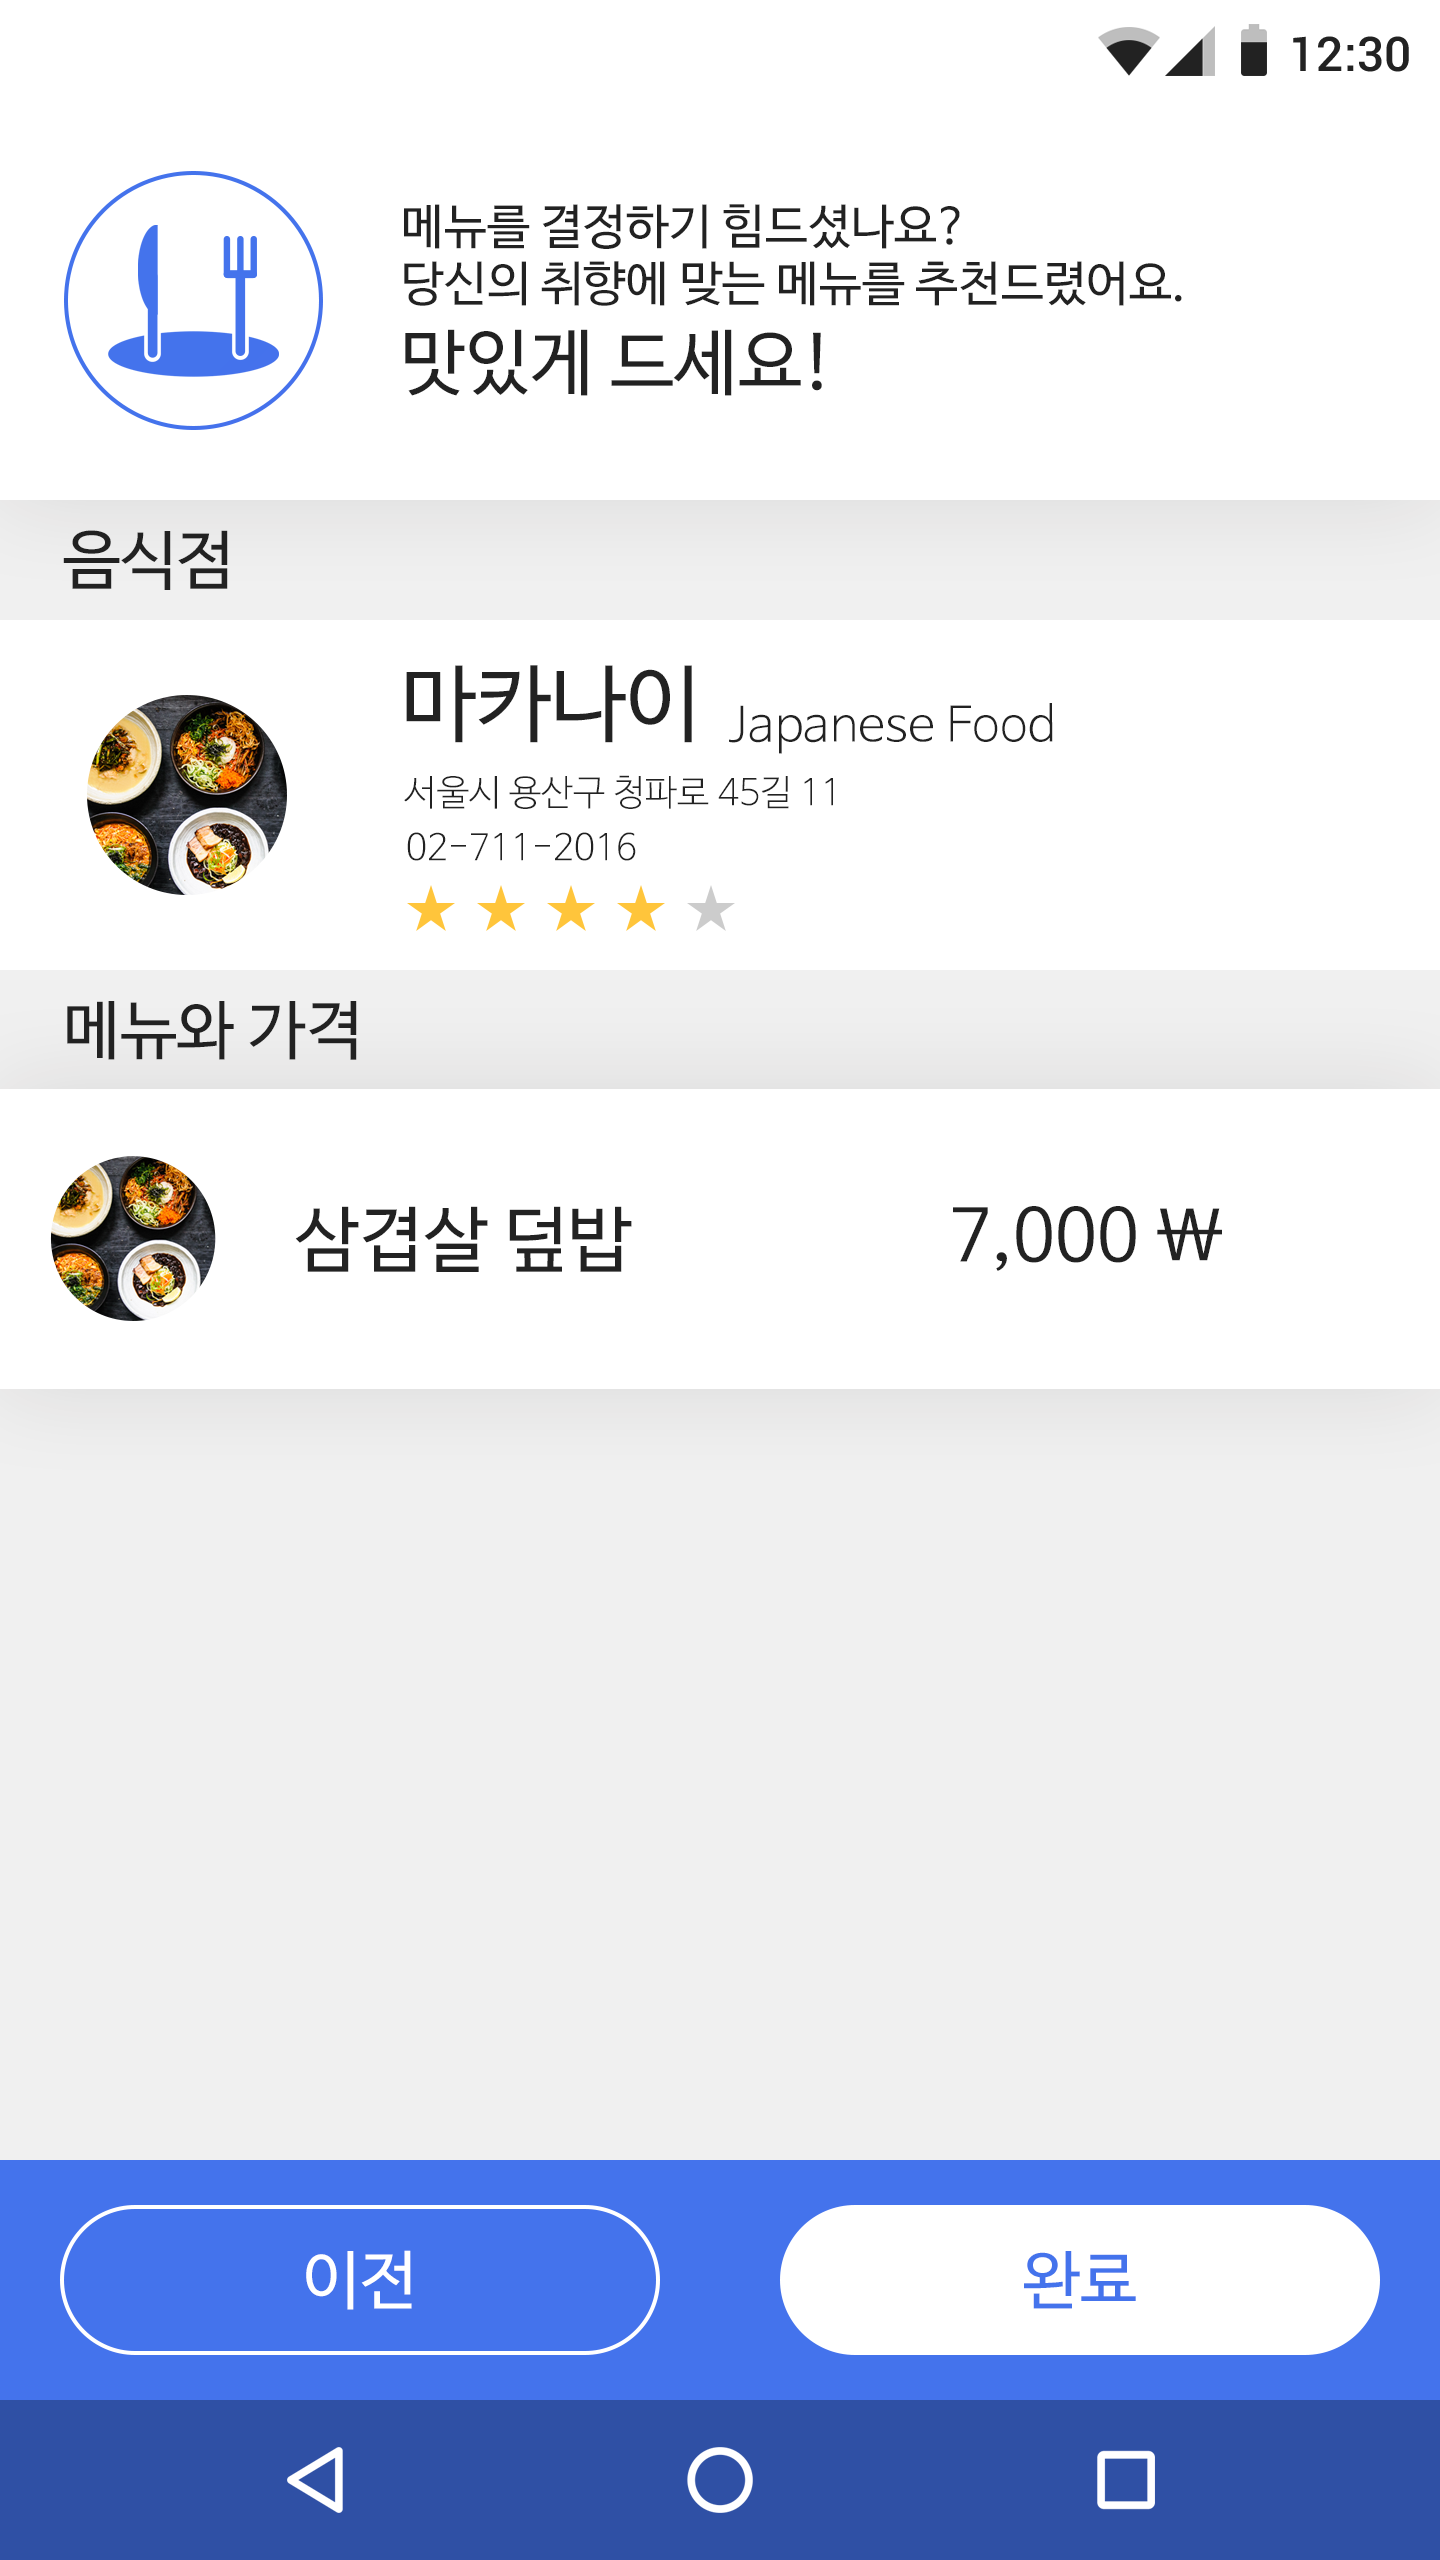 12:30
메뉴를 결정하기 힘드셨나요?
당신의 취향에 맞는 메뉴를 추천드렸어요.
맛있게 드세요!
음식점
마카나이 Japanese Food
서울시 용산구 청파로 45길 11
02-711-2016
메뉴와 가격
삼겹살 덮밥 7,000 ₩
이전 완료